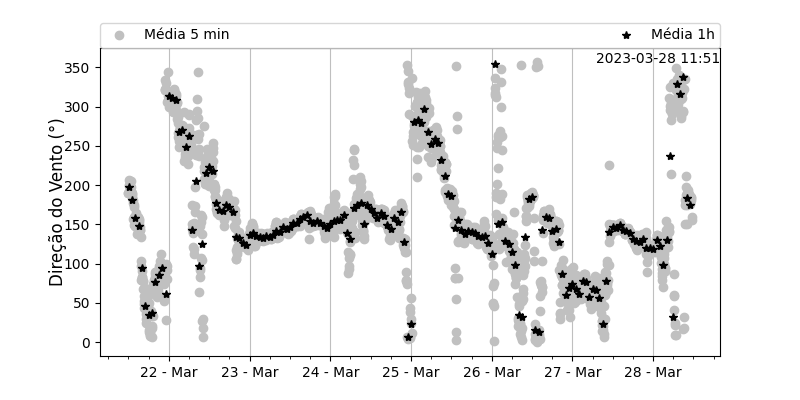 Média 5 min
Média 1h
2023-03-28 11:51
Direção do Vento (°)
350
300
250
200
150
100
50
0
22 - Mar
23 - Mar
24 - Mar
25 - Mar
26 - Mar
27 - Mar
28 - Mar